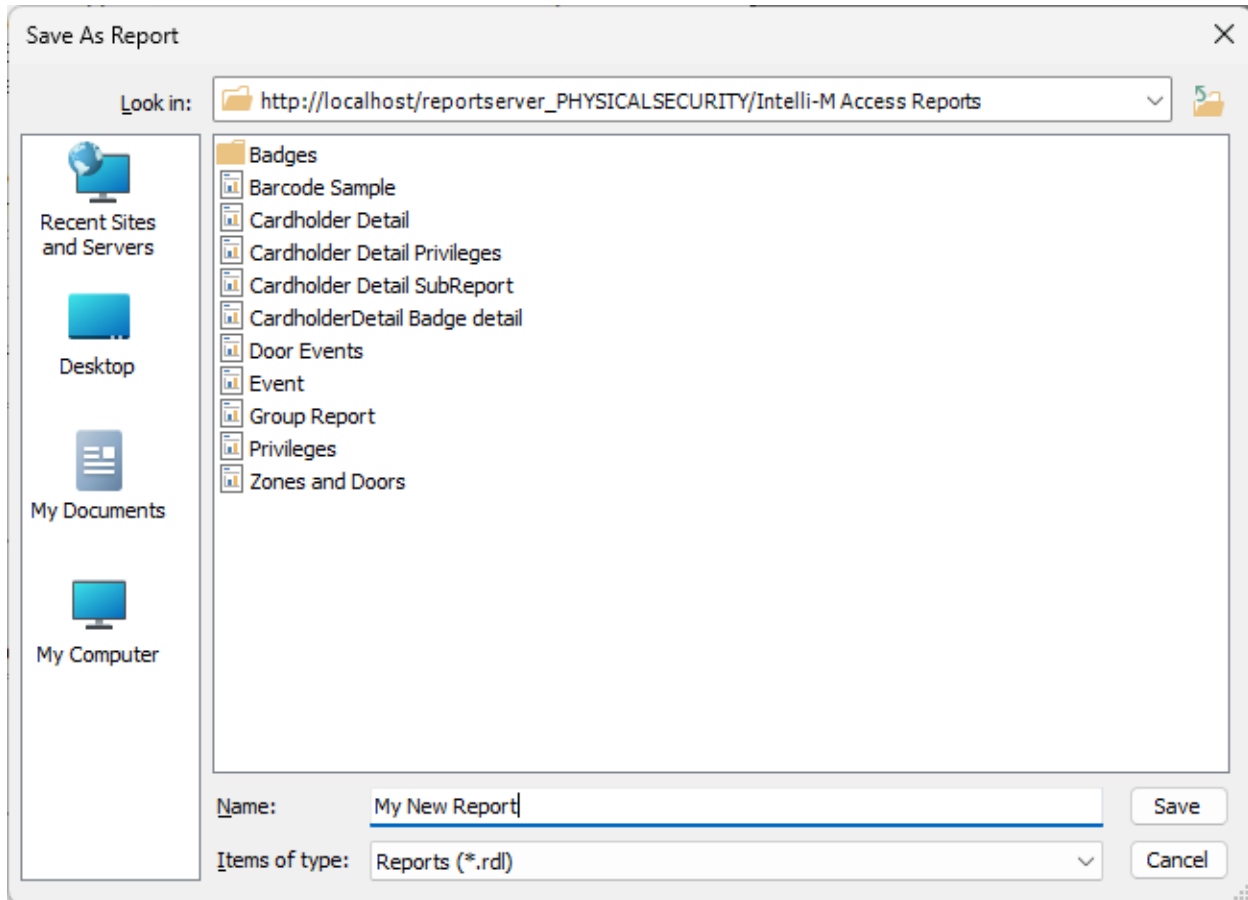 Save As Report
Look in:
http://localhost/reportserver_PHYSICALSECURITY/Intelli-M Access Reports
Recent Sites
and Servers
Desktop
My Documents
My Computer
Badges
Barcode Sample
Cardholder Detail
Cardholder Detail Privileges
Cardholder Detail SubReport
CardholderDetail Badge detail
Door Events
Event
Group Report
Privileges
Zones and Doors
Name:
My New Report
Save
Items of type:
Reports (*.rdl)
Cancel